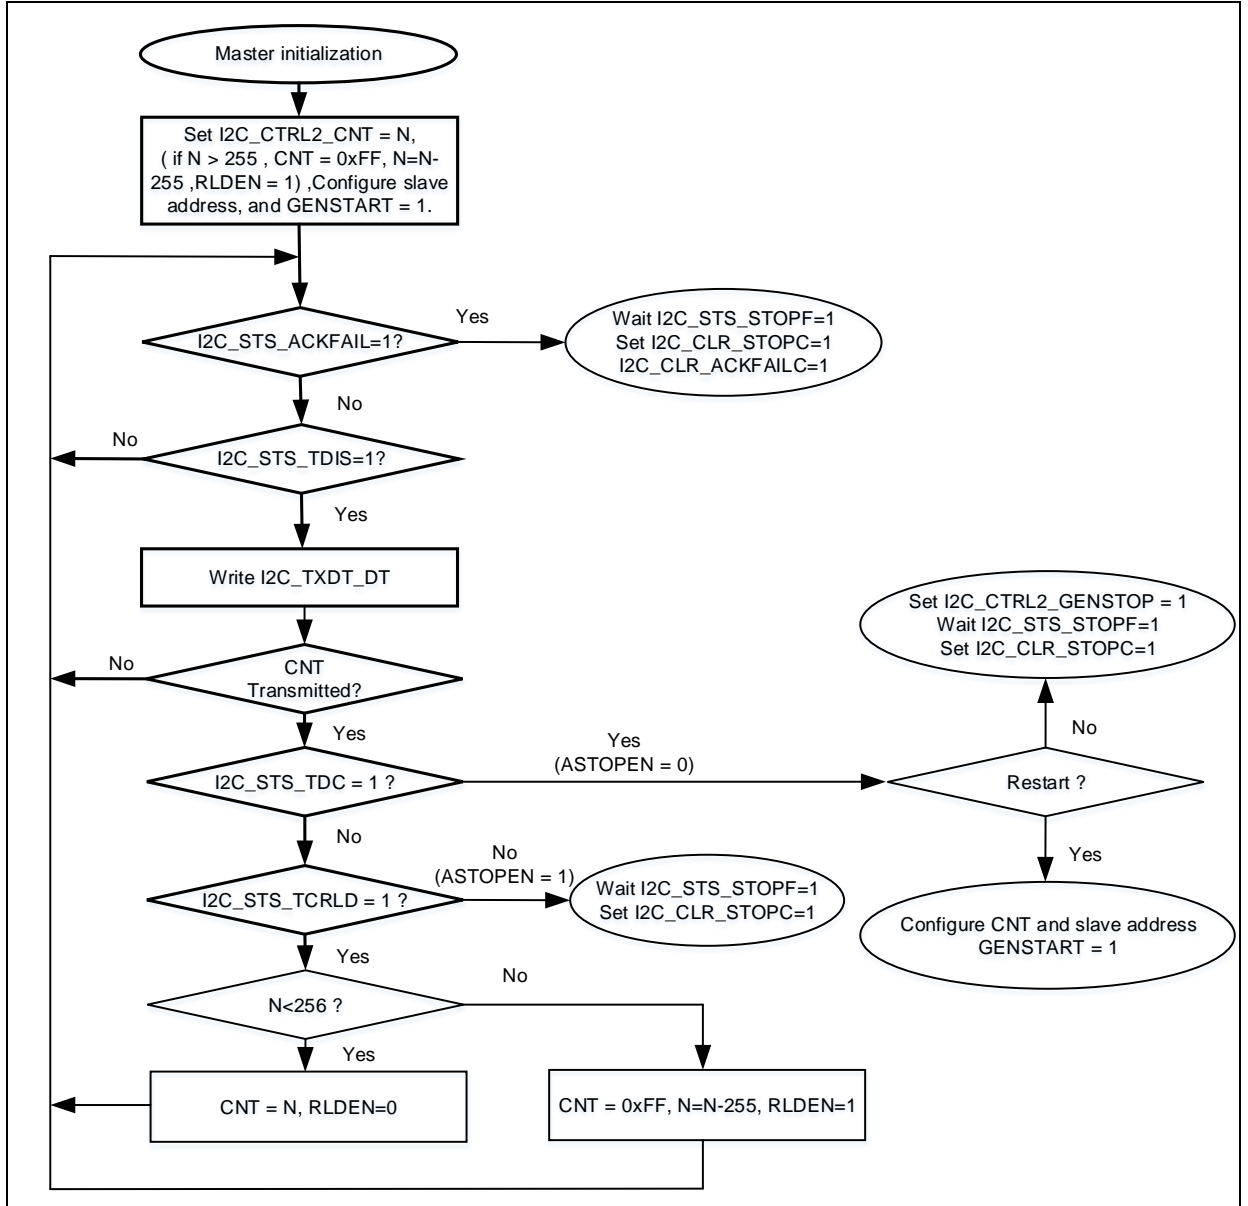 Master initialization
Set I2C_CTRL2_CNT = N,
( if N > 255 , CNT = 0xFF, N=N-
255 ,RLDEN = 1) ,Configure slave
address, and GENSTART = 1.
I2C_STS_ACKFAIL=1?
Yes
Wait I2C_STS_STOPF=1
Set I2C_CLR_STOPC=1
I2C_CLR_ACKFAILC=1
No
No
I2C_STS_TDIS=1?
Yes
Write I2C_TXDT_DT
No
CNT
Transmitted?
Yes
I2C_STS_TDC = 1 ?
Yes
(ASTOPEN = 0)
Set I2C_CTRL2_GENSTOP = 1
Wait I2C_STS_STOPF=1
Set I2C_CLR_STOPC=1
No
Restart ?
Yes
Configure CNT and slave address
GENSTART = 1
No
I2C_STS_TCRLD = 1 ?
No
(ASTOPEN = 1)
Wait I2C_STS_STOPF=1
Set I2C_CLR_STOPC=1
Yes
N<256 ?
No
Yes
CNT = N, RLDEN=0
CNT = 0xFF, N=N-255, RLDEN=1